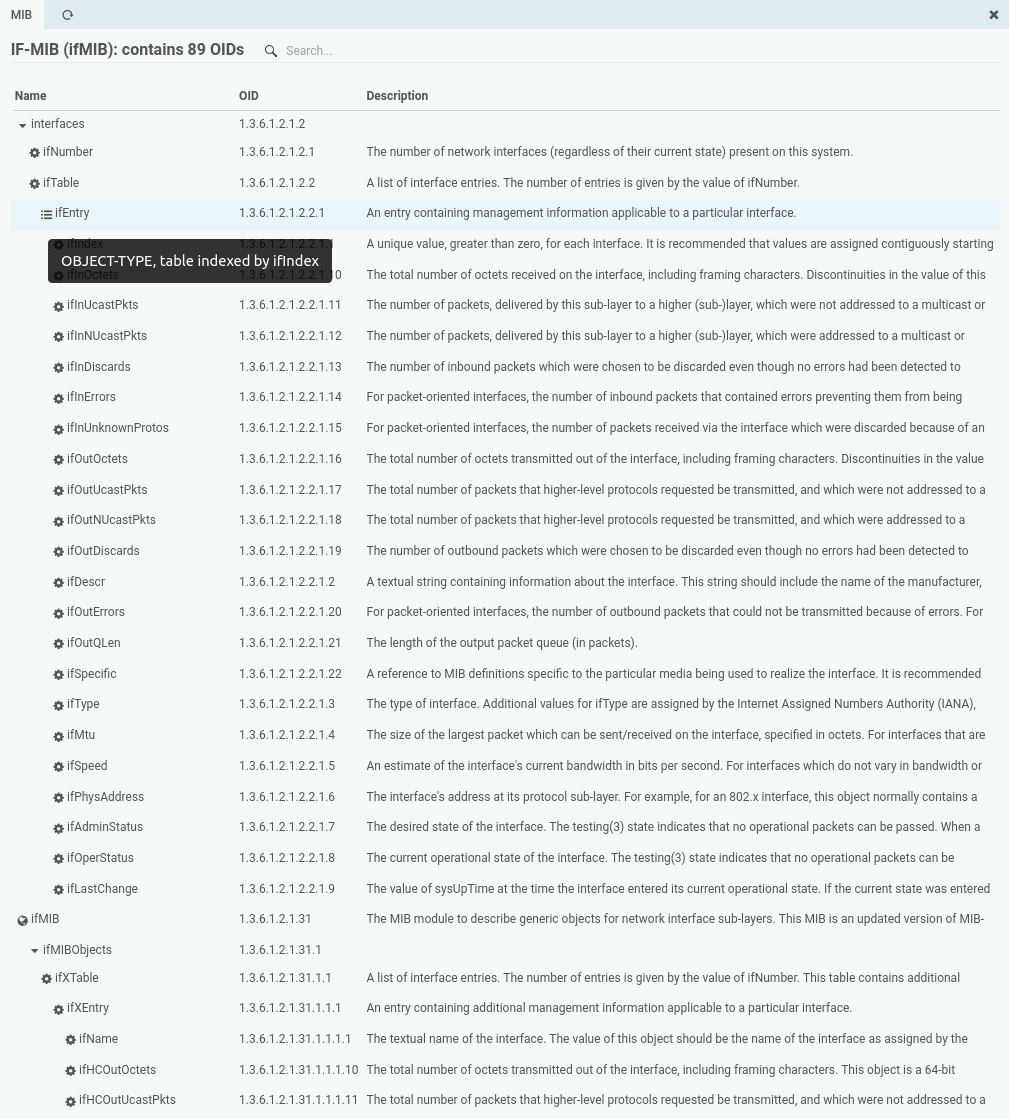 MIB
IF-MIB (ifMIB): contains 89 OIDs Search...
Name OID Description
interfaces 1.3.6.1.2.1.2
ifNumber 1.3.6.1.2.1.2.1 The number of network interfaces (regardless of their current state) present on this system.
ifTable 1.3.6.1.2.1.2.2 A list of interface entries. The number of entries is given by the value of ifNumber.
ifEntry 1.3.6.1.2.1.2.2.1 An entry containing management information applicable to a particular interface.
ifIndex 1.3.6.1.2.1.2.2.1.1 A unique value, greater than zero, for each interface. It is recommended that values are assigned contiguously starting
OBJECT-TYPE, table indexed by ifIndex
ifInOctets 1.3.6.1.2.1.2.2.1.10 The total number of octets received on the interface, including framing characters. Discontinuities in the value of this
ifInUcastPkts 1.3.6.1.2.1.2.2.1.11 The number of packets, delivered by this sub-layer to a higher (sub-)layer, which were not addressed to a multicast or
ifInNUcastPkts 1.3.6.1.2.1.2.2.1.12 The number of packets, delivered by this sub-layer to a higher (sub-)layer, which were addressed to a multicast or
ifInDiscards 1.3.6.1.2.1.2.2.1.13 The number of inbound packets which were chosen to be discarded even though no errors had been detected to
ifInErrors 1.3.6.1.2.1.2.2.1.14 For packet-oriented interfaces, the number of inbound packets that contained errors preventing them from being
ifInUnknownProtos 1.3.6.1.2.1.2.2.1.15 For packet-oriented interfaces, the number of packets received via the interface which were discarded because of an
ifOutOctets 1.3.6.1.2.1.2.2.1.16 The total number of octets transmitted out of the interface, including framing characters. Discontinuities in the value
ifOutUcastPkts 1.3.6.1.2.1.2.2.1.17 The total number of packets that higher-level protocols requested be transmitted, and which were not addressed to a
ifOutNUcastPkts 1.3.6.1.2.1.2.2.1.18 The total number of packets that higher-level protocols requested be transmitted, and which were addressed to a
ifOutDiscards 1.3.6.1.2.1.2.2.1.19 The number of outbound packets which were chosen to be discarded even though no errors had been detected to
ifDescr 1.3.6.1.2.1.2.2.1.2 A textual string containing information about the interface. This string should include the name of the manufacturer,
ifOutErrors 1.3.6.1.2.1.2.2.1.20 For packet-oriented interfaces, the number of outbound packets that could not be transmitted because of errors. For
ifOutQLen 1.3.6.1.2.1.2.2.1.21 The length of the output packet queue (in packets).
ifSpecific 1.3.6.1.2.1.2.2.1.22 A reference to MIB definitions specific to the particular media being used to realize the interface. It is recommended
ifType 1.3.6.1.2.1.2.2.1.3 The type of interface. Additional values for ifType are assigned by the Internet Assigned Numbers Authority (IANA),
ifMtu 1.3.6.1.2.1.2.2.1.4 The size of the largest packet which can be sent/received on the interface, specified in octets. For interfaces that are
ifSpeed 1.3.6.1.2.1.2.2.1.5 An estimate of the interface's current bandwidth in bits per second. For interfaces which do not vary in bandwidth or
ifPhysAddress 1.3.6.1.2.1.2.2.1.6 The interface's address at its protocol sub-layer. For example, for an 802.x interface, this object normally contains a
ifAdminStatus 1.3.6.1.2.1.2.2.1.7 The desired state of the interface. The testing(3) state indicates that no operational packets can be passed. When a
ifOperStatus 1.3.6.1.2.1.2.2.1.8 The current operational state of the interface. The testing(3) state indicates that no operational packets can be
ifLastChange 1.3.6.1.2.1.2.2.1.9 The value of sysUpTime at the time the interface entered its current operational state. If the current state was entered
ifMIB 1.3.6.1.2.1.31 The MIB module to describe generic objects for network interface sub-layers. This MIB is an updated version of MIB-
ifMIBObjects 1.3.6.1.2.1.31.1
ifXTable 1.3.6.1.2.1.31.1.1 A list of interface entries. The number of entries is given by the value of ifNumber. This table contains additional
ifXEntry 1.3.6.1.2.1.31.1.1.1 An entry containing additional management information applicable to a particular interface.
ifName 1.3.6.1.2.1.31.1.1.1.1 The textual name of the interface. The value of this object should be the name of the interface as assigned by the
ifHCOutOctets 1.3.6.1.2.1.31.1.1.1.10 The total number of octets transmitted out of the interface, including framing characters. This object is a 64-bit
ifHCOutUcastPkts 1.3.6.1.2.1.31.1.1.1.11 The total number of packets that higher-level protocols requested be transmitted, and which were not addressed to a